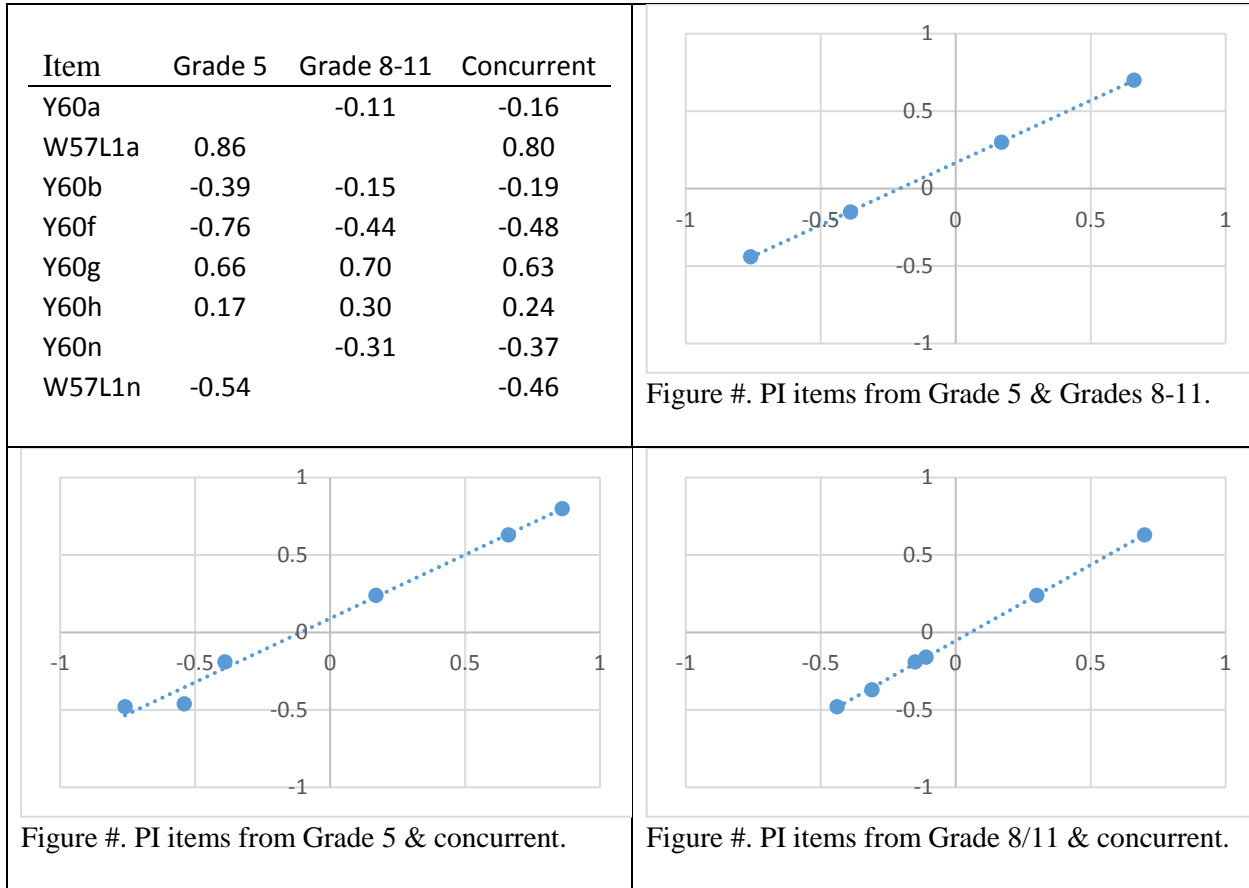 Item Grade 5 Grade 8-11 Concurrent
Y60a -0.11 -0.16
W57L1a 0.86 0.80
Y60b -0.39 -0.15 -0.19
Y60f -0.76 -0.44 -0.48
Y60g 0.66 0.70 0.63
Y60h 0.17 0.30 0.24
Y60n -0.31 -0.37
W57L1n -0.54 -0.46
1
0.5
0
-1 -0.5 0 0.5 1
-0.5
-1
Figure #. PI items from Grade 5 & Grades 8-11.
1
0.5
0
-1 -0.5 0 0.5 1
-0.5
-1
Figure #. PI items from Grade 5 & concurrent.
1
0.5
0
-1 -0.5 0 0.5 1
-0.5
-1
Figure #. PI items from Grade 8/11 & concurrent.